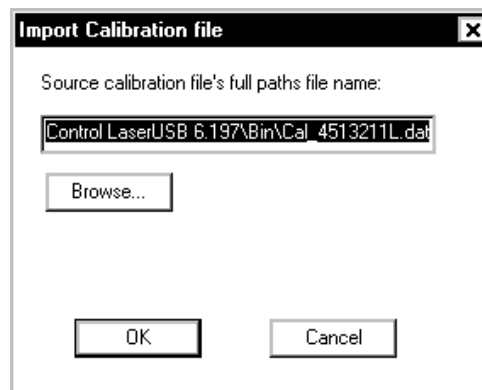 Import Calibration file
Source calibration file's full paths file name:
Control LaserUSB 6.197\Bin\Cal_4513211L.dat
Browse...
OK
Cancel